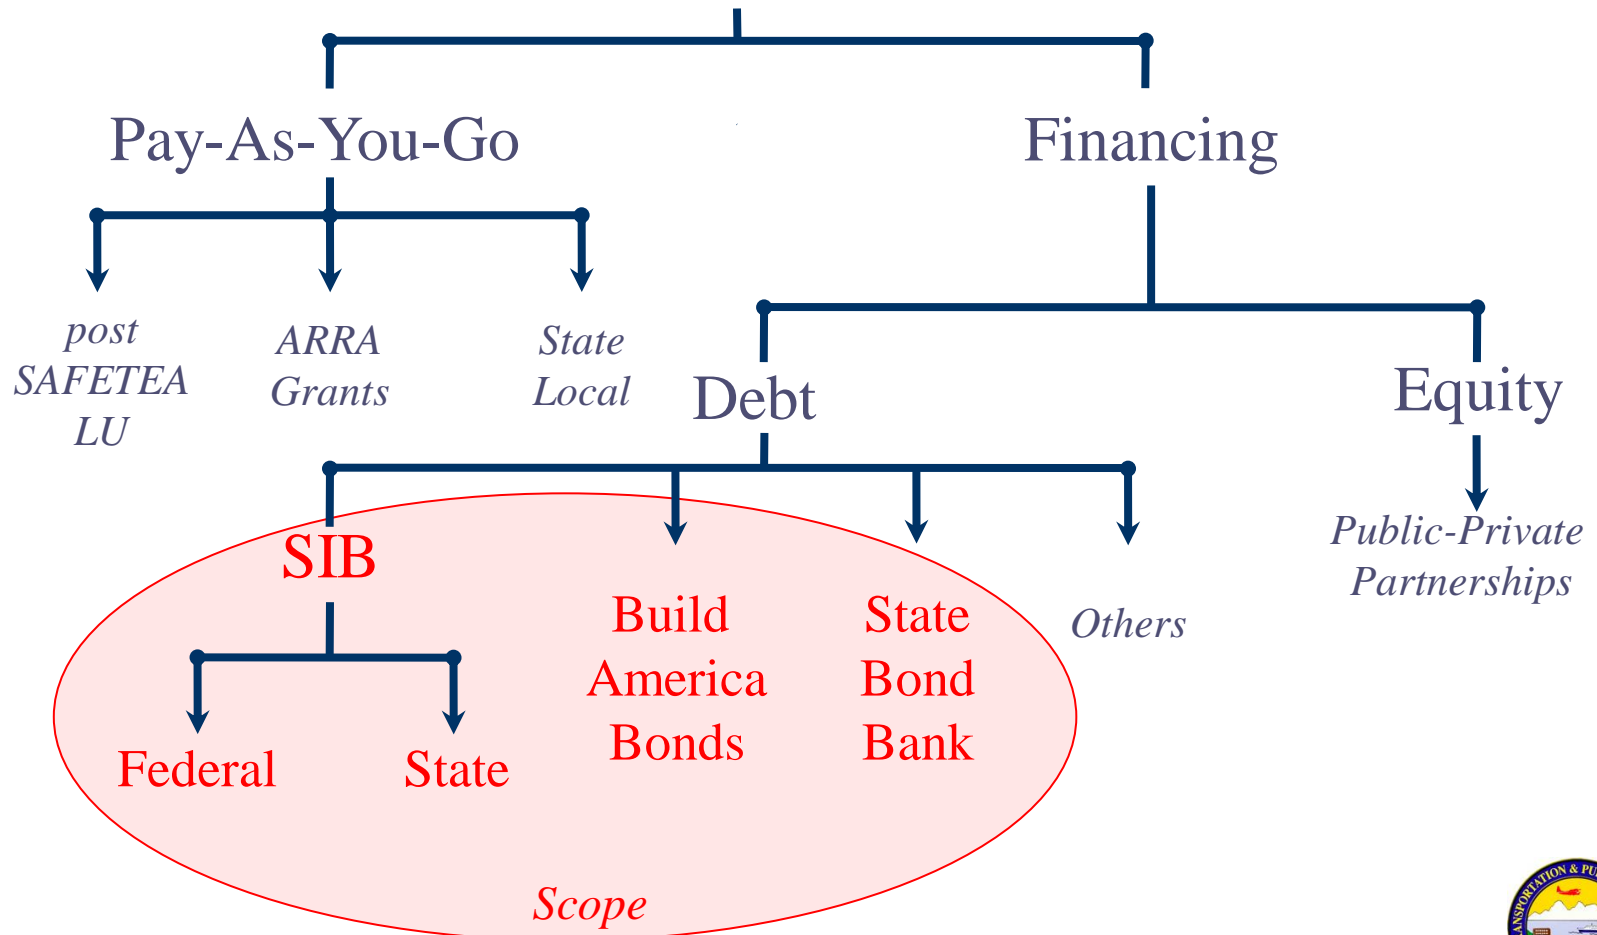 Pay-As-You-Go
Financing
post
SAFETEA
LU
ARRA
Grants
State
Local
Debt
Equity
SIB
Build
America
Bonds
State
Bond
Bank
Others
Public-Private
Partnerships
Federal
State
Scope